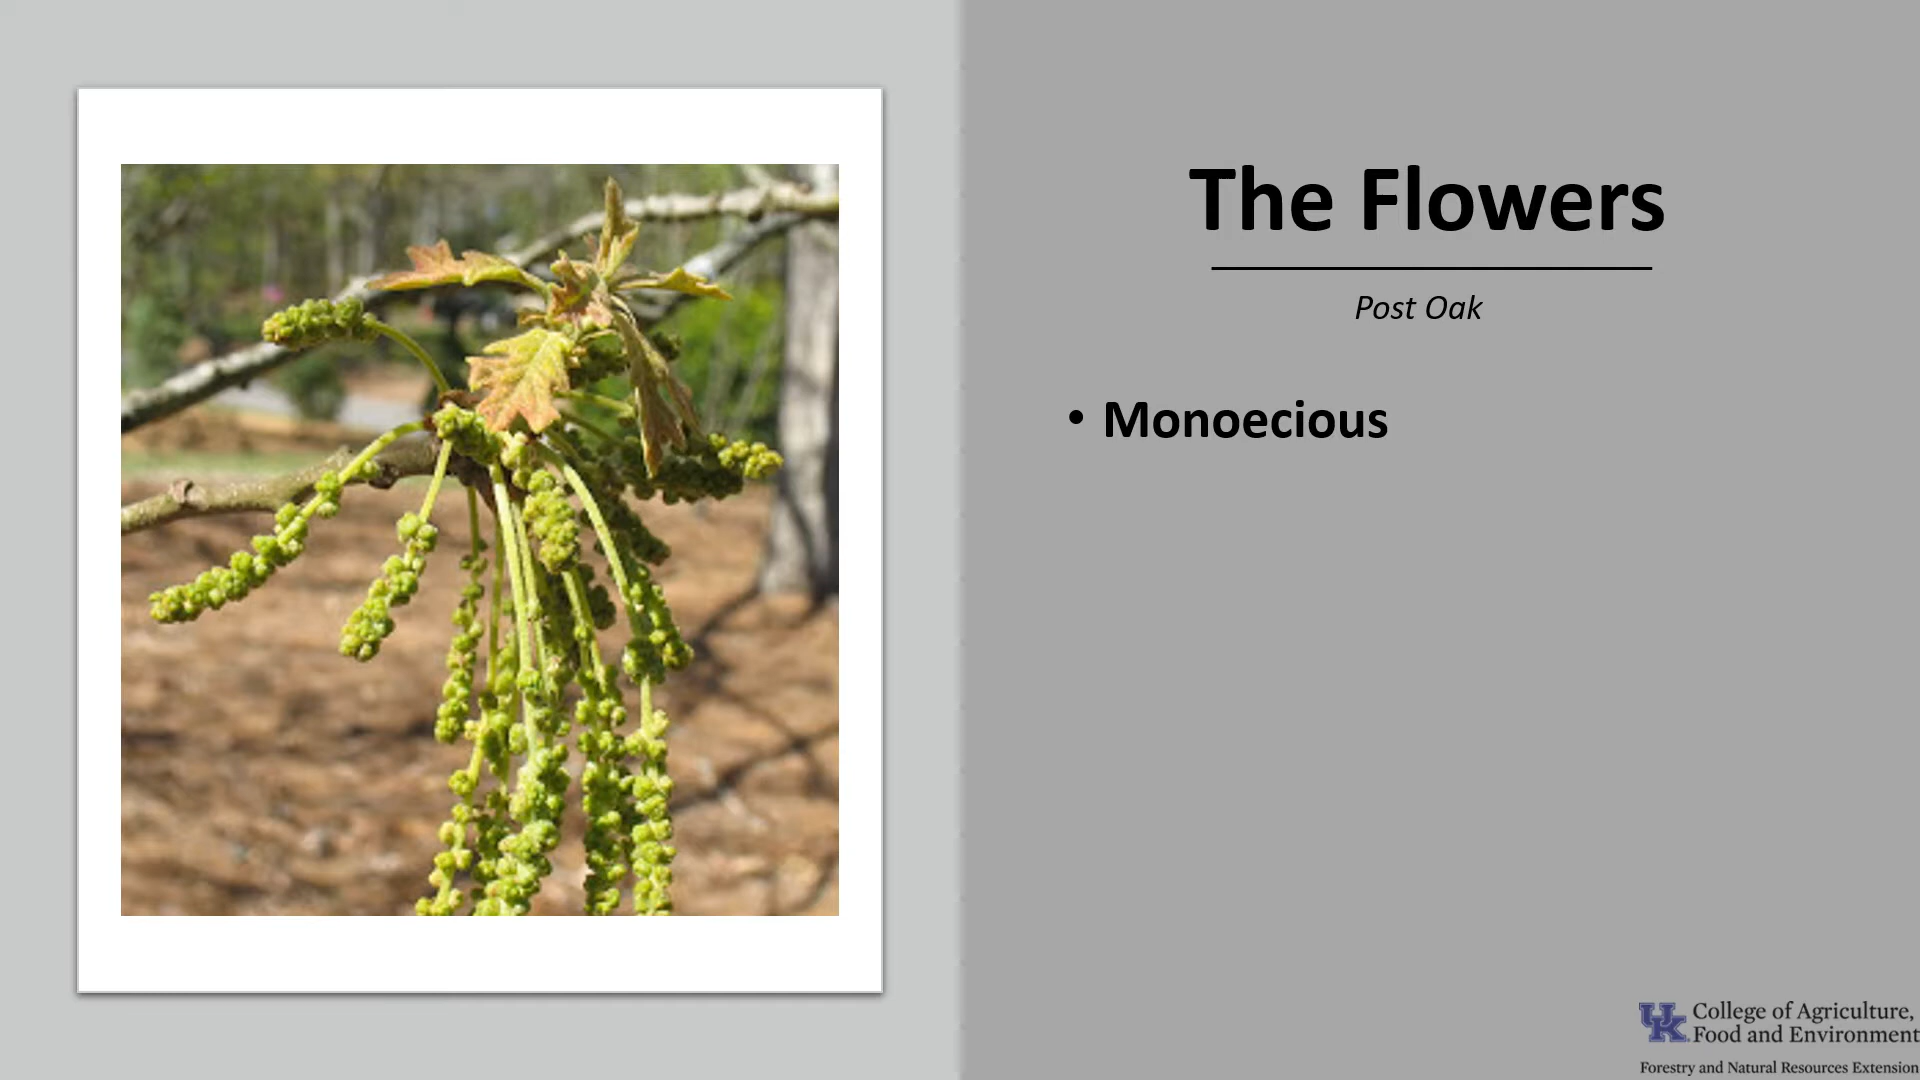 The Flowers
Post Oak
• Monoecious
UK College of Agriculture,
Food and Environment
Forestry and Natural Resources Extension